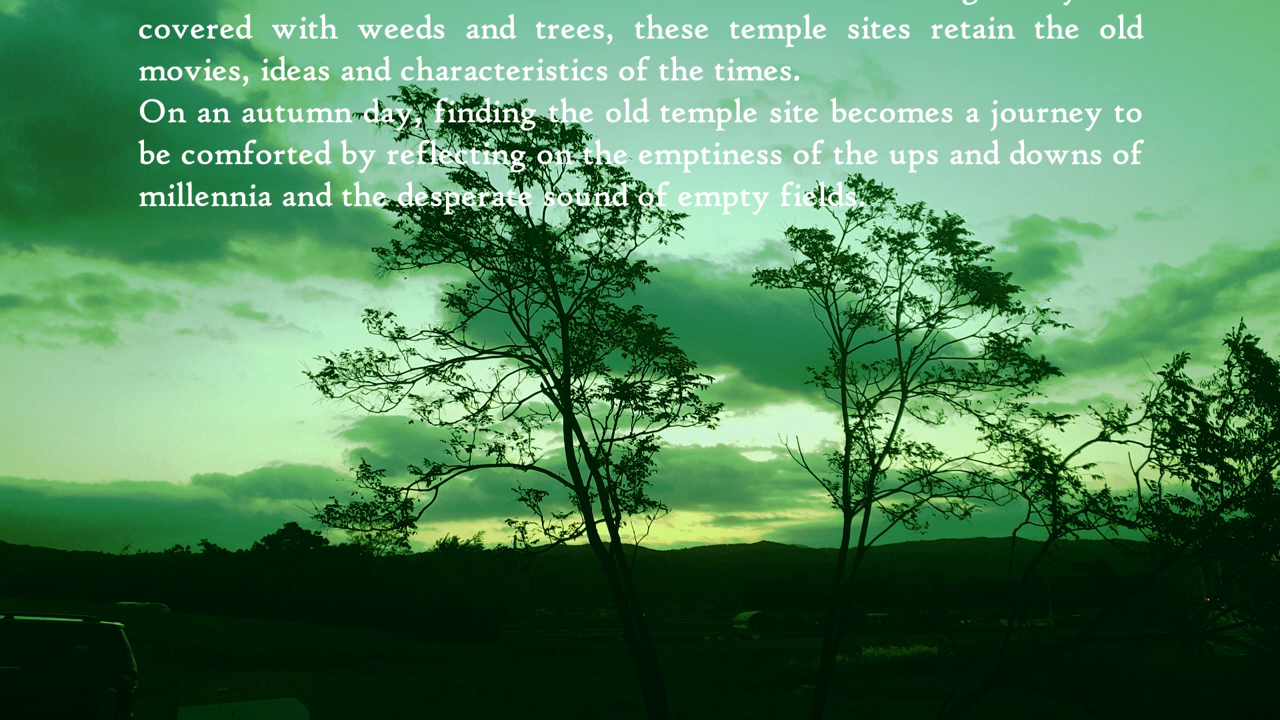 covered with weeds and trees, these temple sites retain the old
movies, ideas and characteristics of the times.
On an autumn day, finding the old temple site becomes a journey to
be comforted by reflecting on the emptiness of the ups and downs of
millennia and the desperate sound of empty fields.